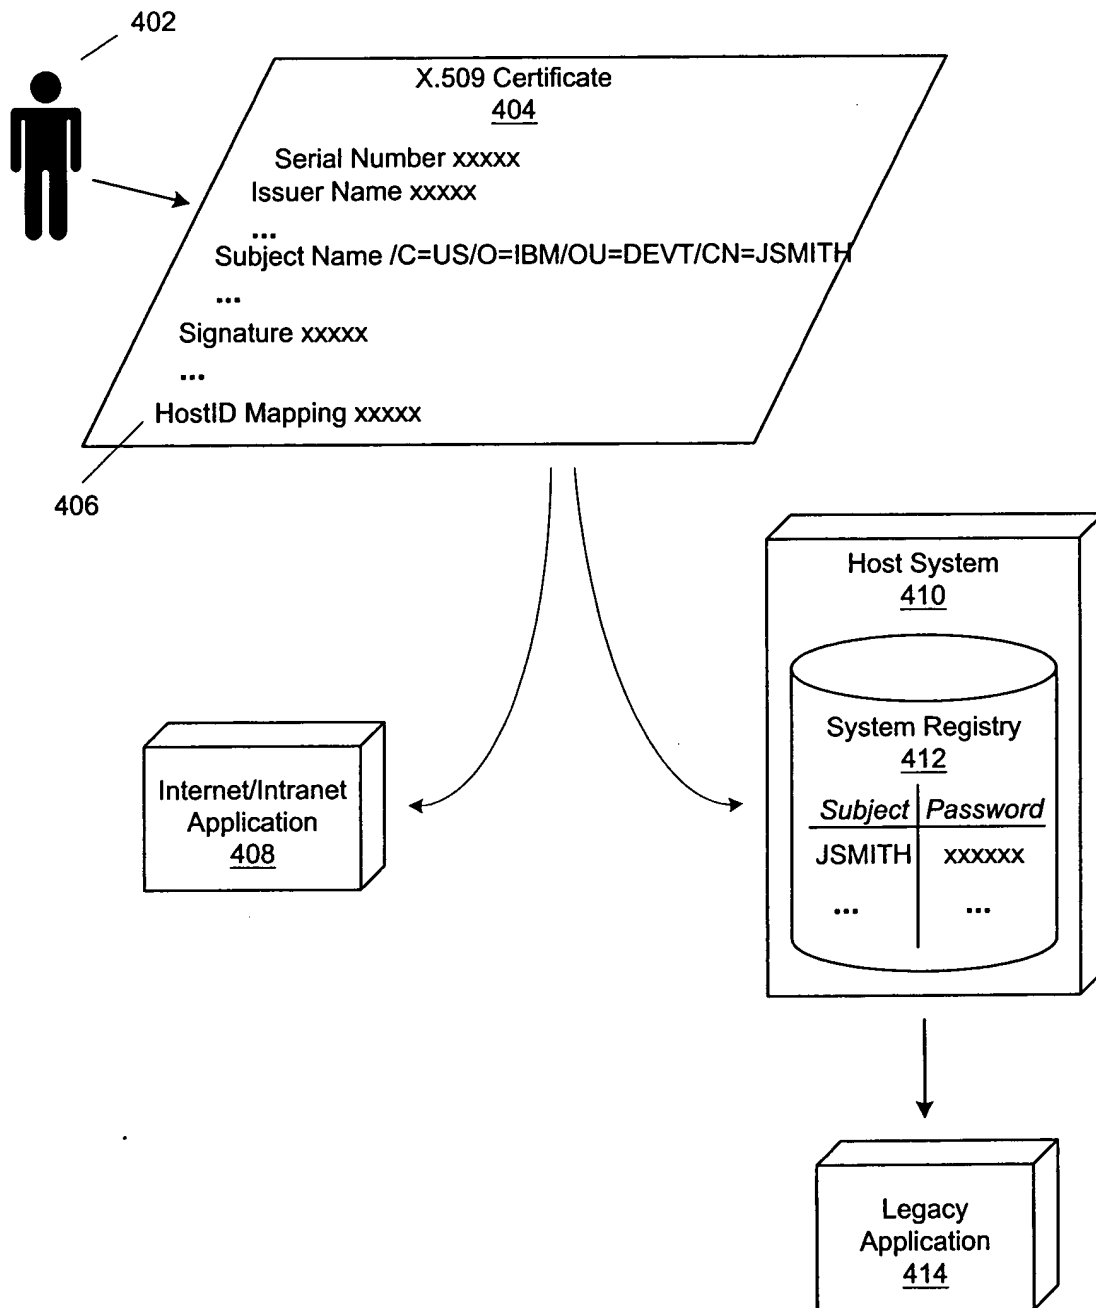 402
X.509 Certificate
404
Serial Number xxxxx
Issuer Name xxxxx
...
Subject Name /C=US/O=IBM/OU=DEVT/CN=JSMITH
...
Signature xxxxx
...
HostID Mapping xxxxx
406
Host System
410
System Registry
412
Subject Password
JSMITH xxxxxx
... ...
Internet/Intranet
Application
408
Legacy
Application
414